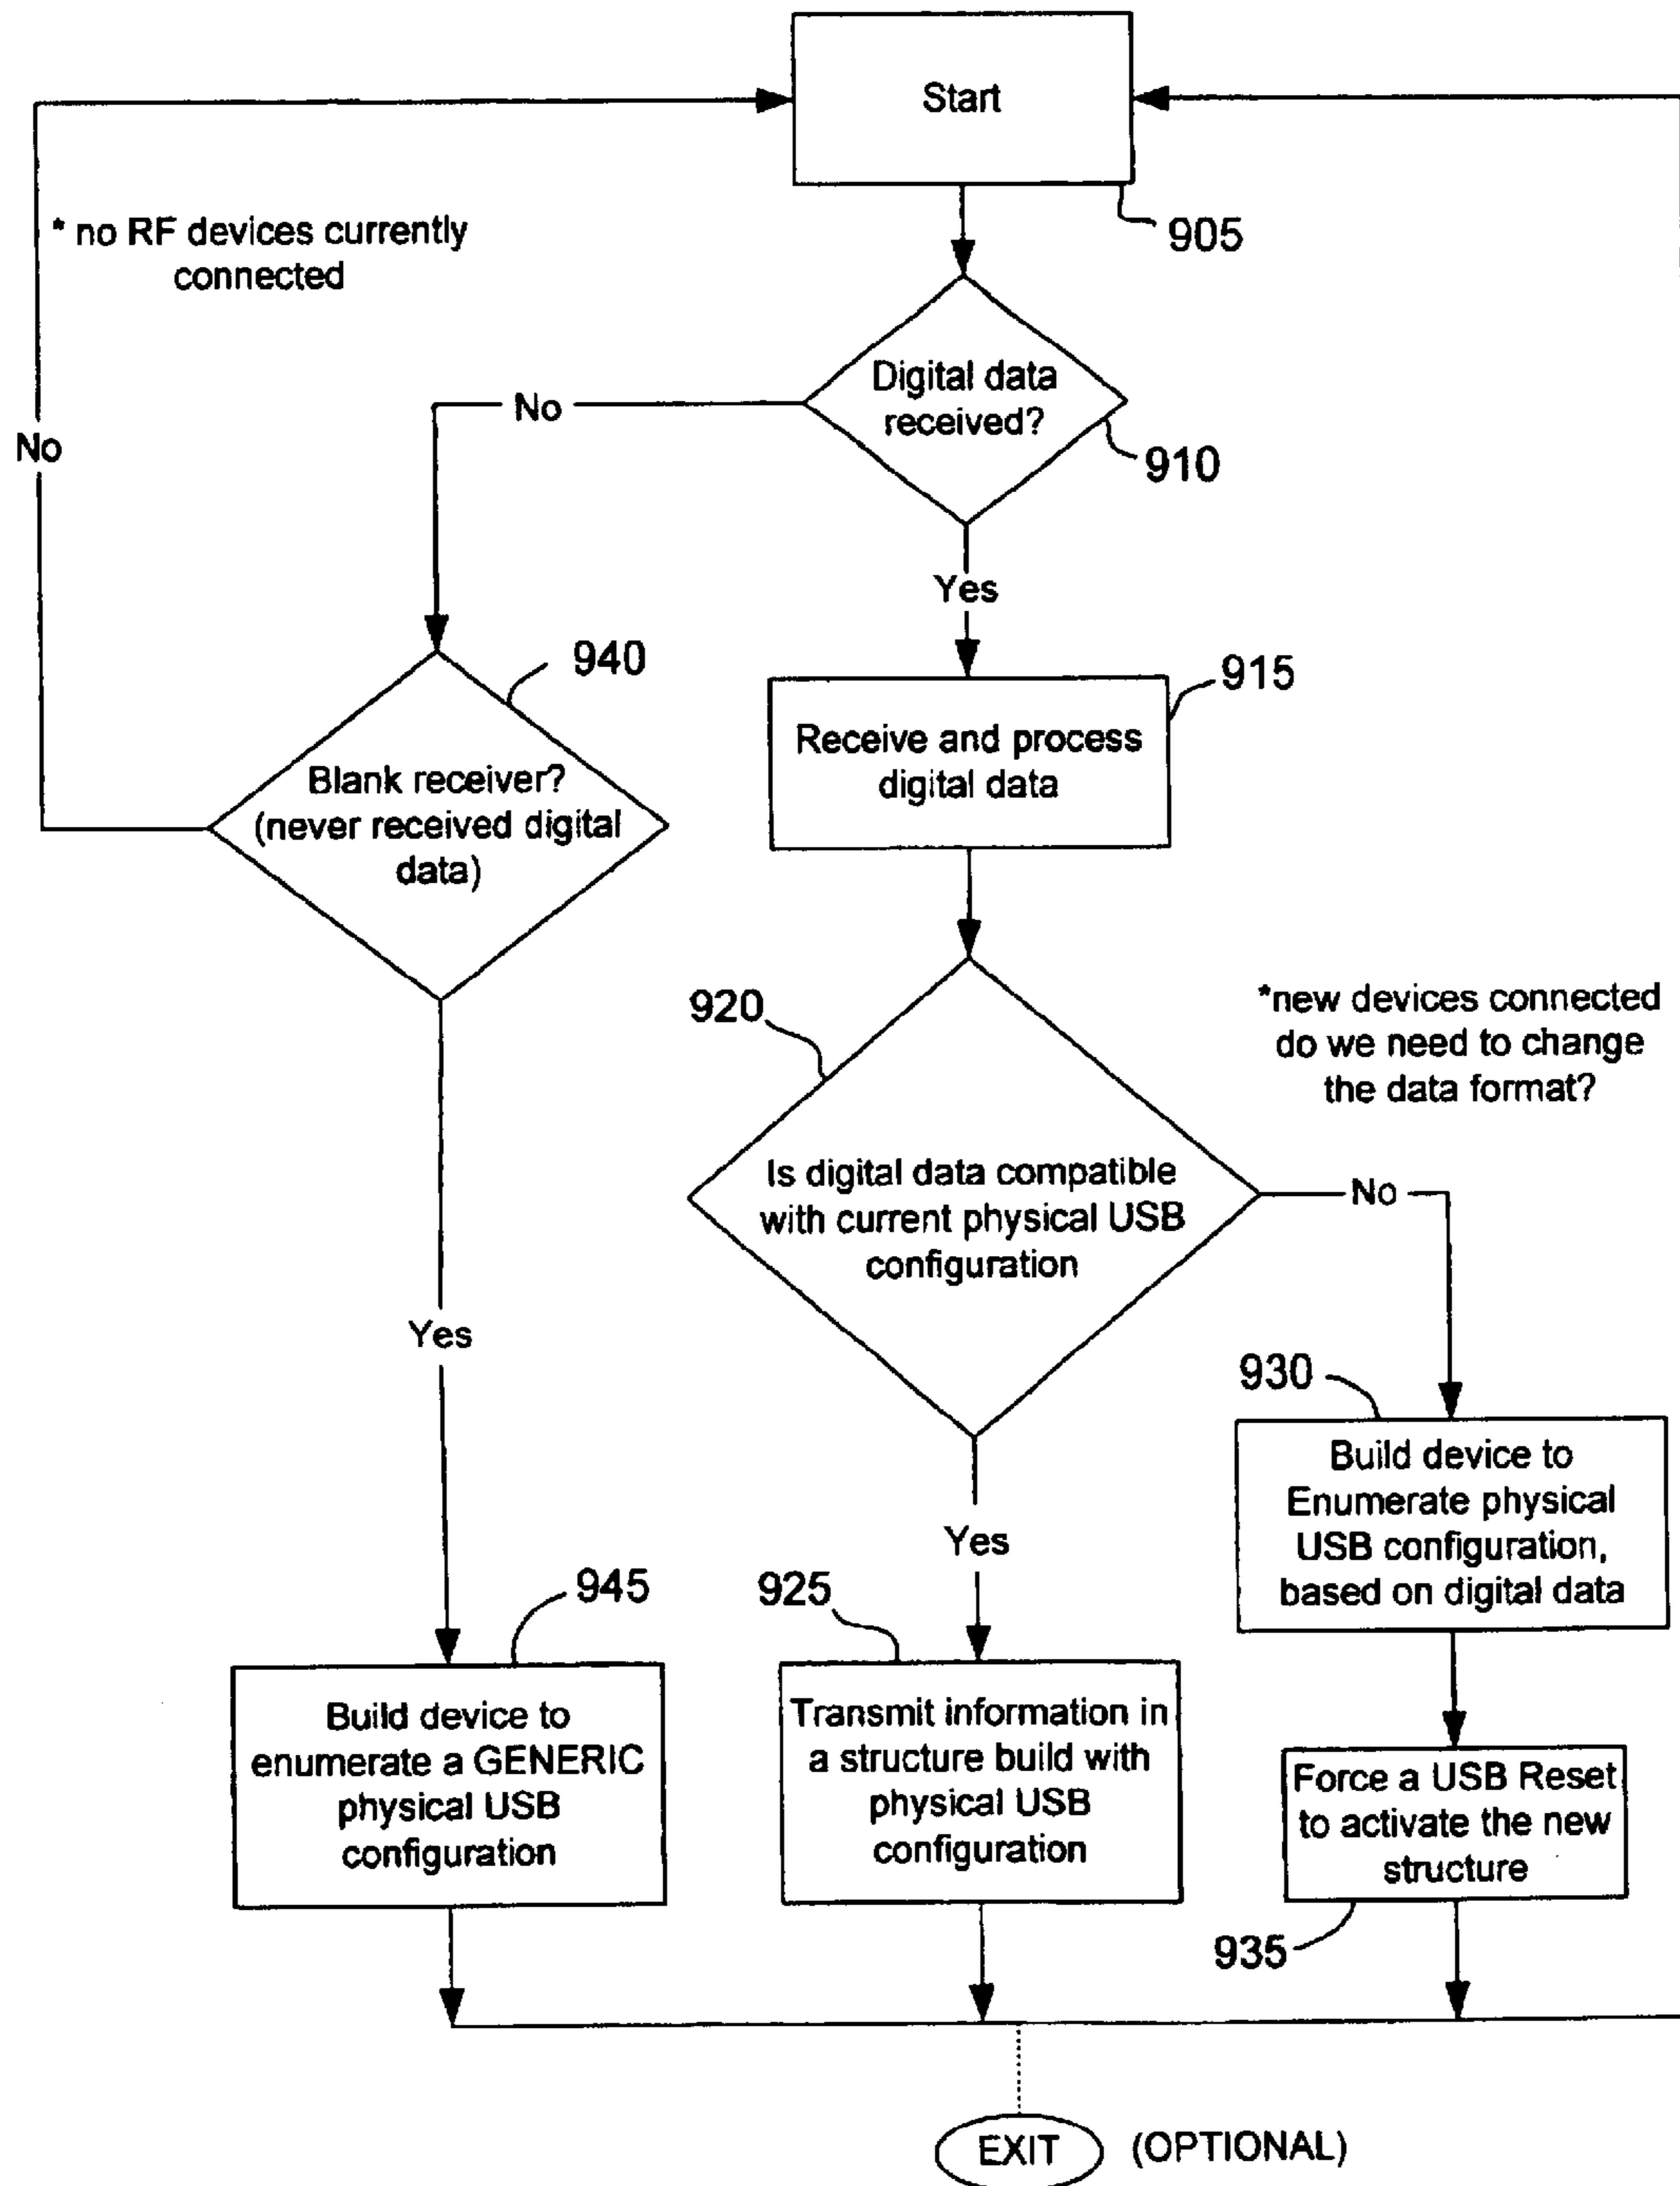 Start
905
* no RF devices currently
connected
Digital data
received?
910
No
No
Yes
940
915
Receive and process
digital data
Blank receiver?
(never received digital
data)
920
*new devices connected
do we need to change
the data format?
Is digital data compatible
with current physical USB
configuration
No
Yes
930
Build device to
Enumerate physical
USB configuration,
based on digital data
Yes
945
925
Build device to
enumerate a GENERIC
physical USB
configuration
Transmit information in
a structure build with
physical USB
configuration
Force a USB Reset
to activate the new
structure
935
EXIT
(OPTIONAL)